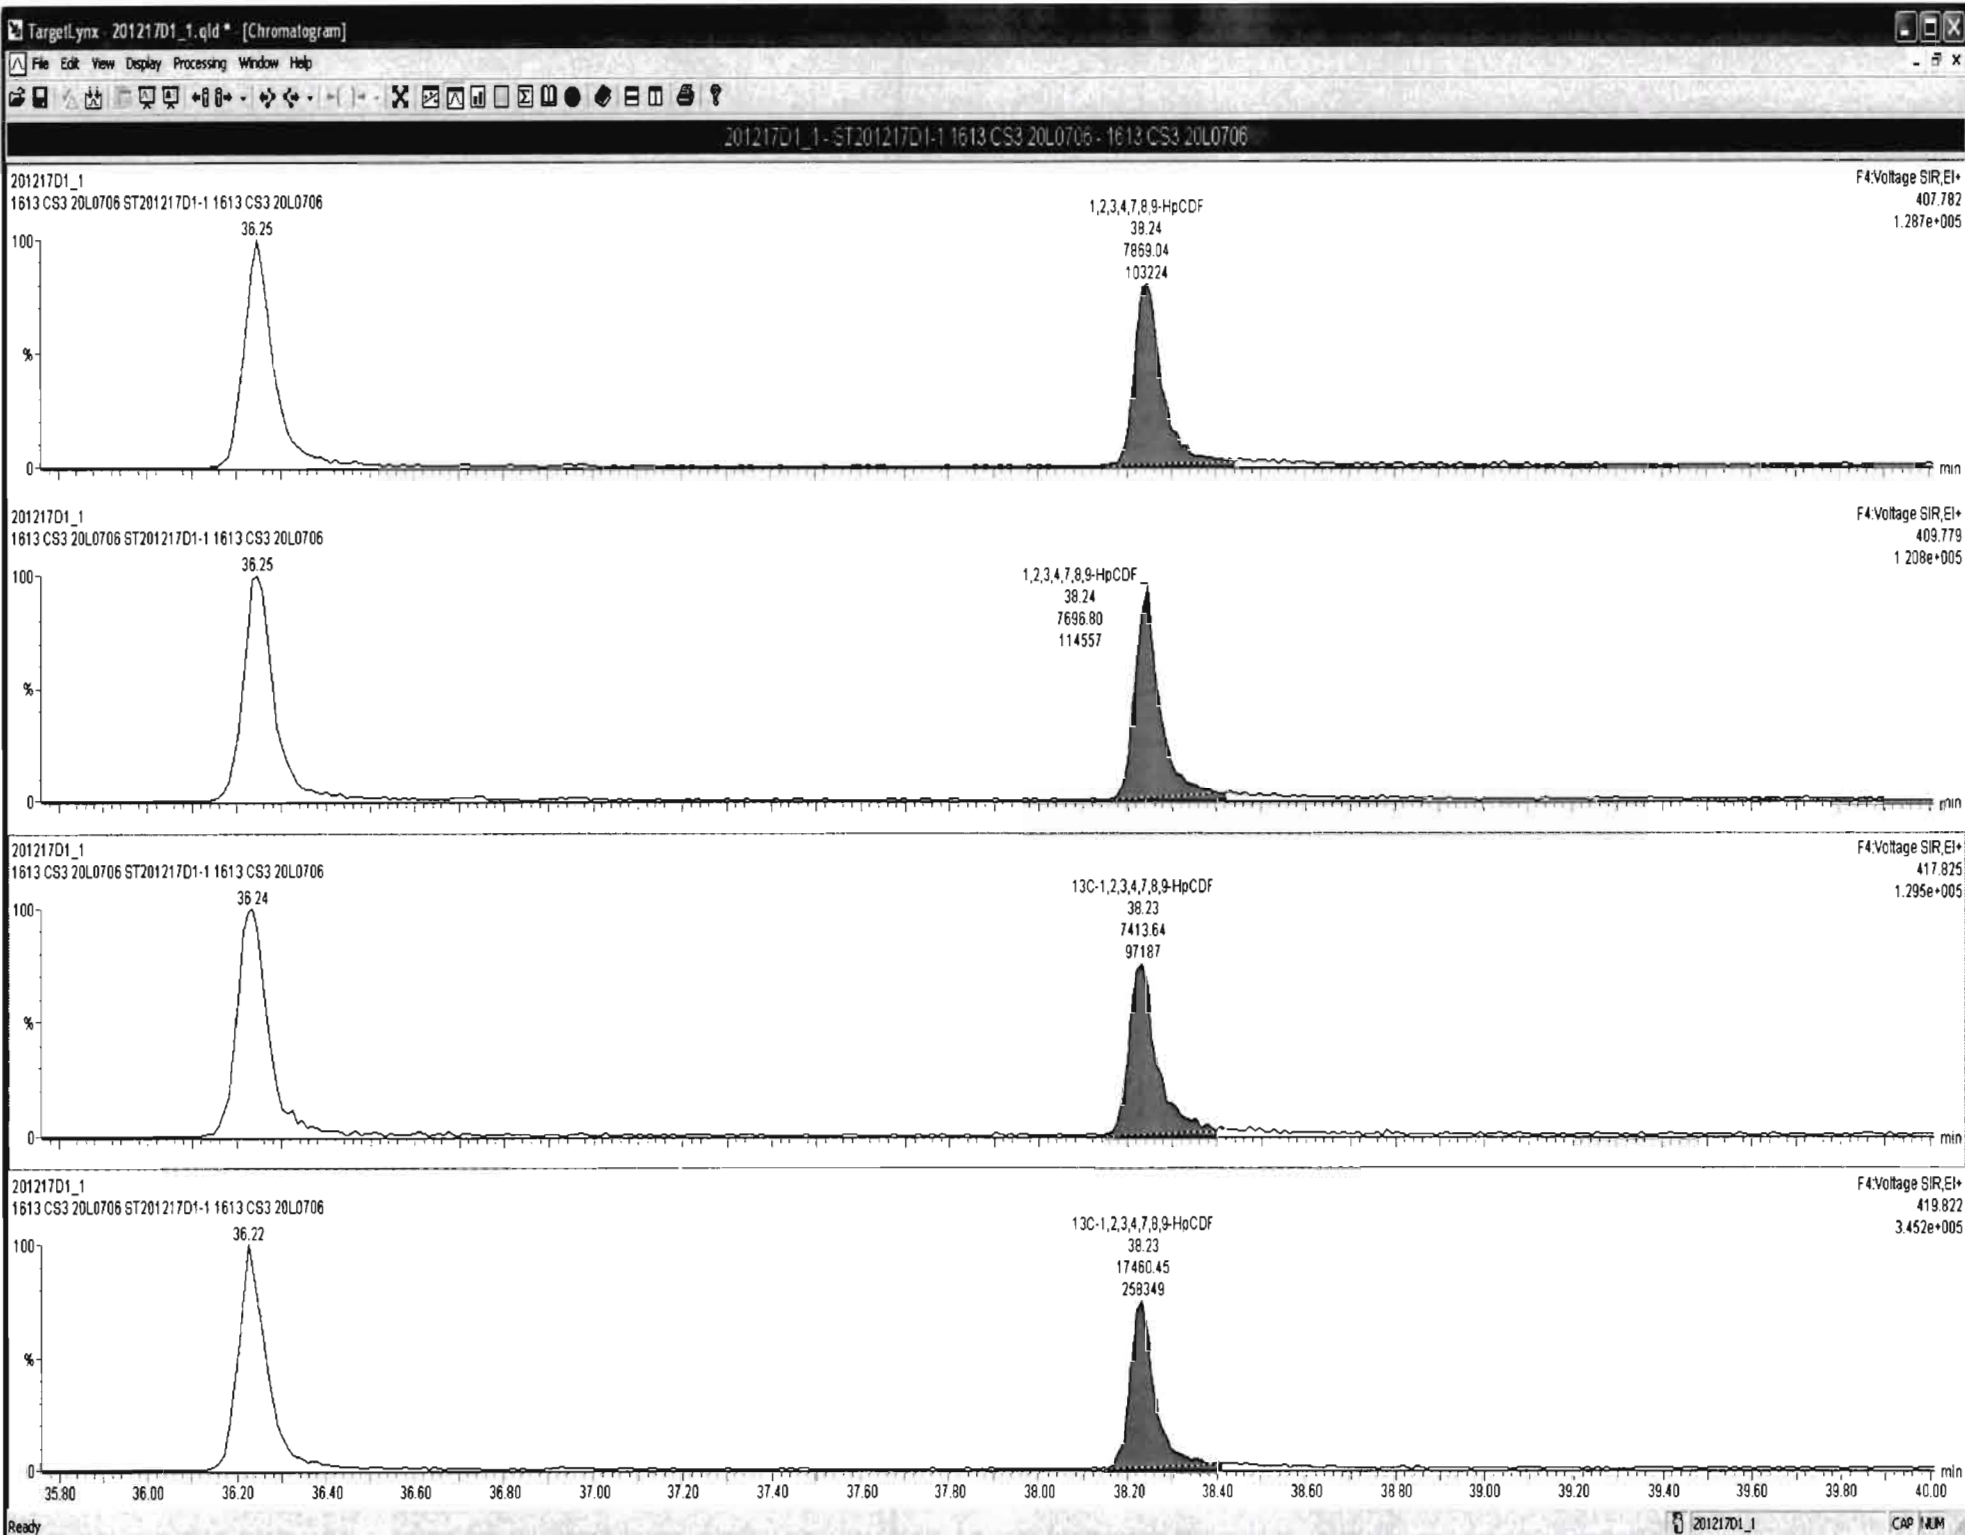 TargetLynx - 201217D1_1.qld * - [Chromatogram]
File Edit View Display Processing Window Help
201217D1_1 - ST201217D1-1 1613 CS3 20L0706 - 1613 CS3 20L0706
201217D1_1
1613 CS3 20L0706 ST201217D1-1 1613 CS3 20L0706
F4:Voltage SIR,EI+
407.782
1.287e+005
36.25
1,2,3,4,7,8,9-HpCDF
38.24
7869.04
103224
100
%
0
min
201217D1_1
1613 CS3 20L0706 ST201217D1-1 1613 CS3 20L0706
F4:Voltage SIR,EI+
409.779
1.208e+005
36.25
1,2,3,4,7,8,9-HpCDF
38.24
7696.80
114557
100
%
0
min
201217D1_1
1613 CS3 20L0706 ST201217D1-1 1613 CS3 20L0706
F4:Voltage SIR,EI+
417.825
1.295e+005
36.24
13C-1,2,3,4,7,8,9-HpCDF
38.23
7413.64
97187
100
%
0
min
201217D1_1
1613 CS3 20L0706 ST201217D1-1 1613 CS3 20L0706
F4:Voltage SIR,EI+
419.822
3.452e+005
36.22
13C-1,2,3,4,7,8,9-HpCDF
38.23
17460.45
258349
100
%
0
min
35.80 36.00 36.20 36.40 36.60 36.80 37.00 37.20 37.40 37.60 37.80 38.00 38.20 38.40 38.60 38.80 39.00 39.20 39.40 39.60 39.80 40.00
Ready
201217D1_1
CAP NUM